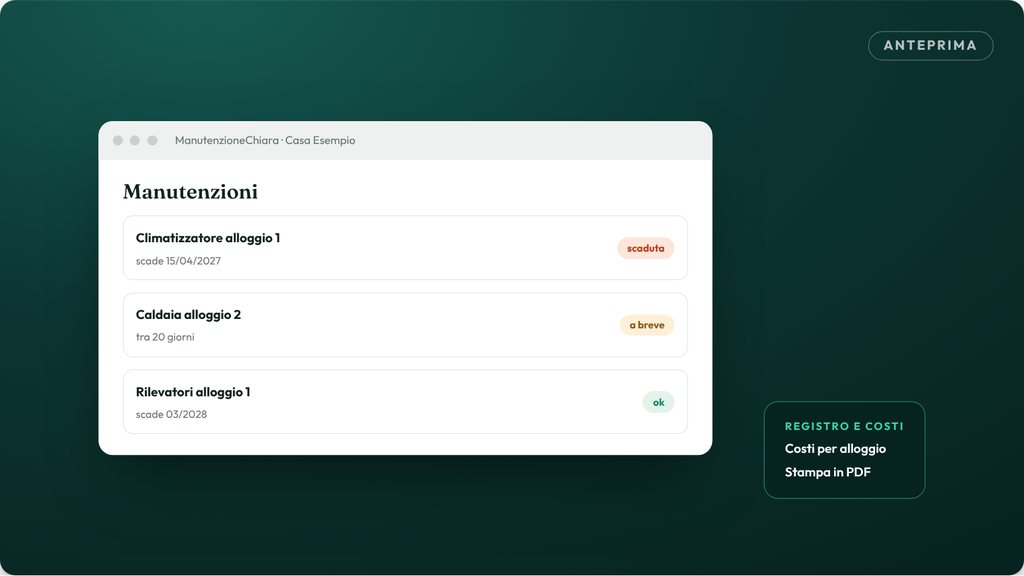 ANTEPRIMA
ManutenzioneChiara · Casa Esempio
Manutenzioni
Climatizzatore alloggio 1
scade 15/04/2027
scaduta
Caldaia alloggio 2
tra 20 giorni
a breve
Rilevatori alloggio 1
scade 03/2028
ok
REGISTRO E COSTI
Costi per alloggio
Stampa in PDF